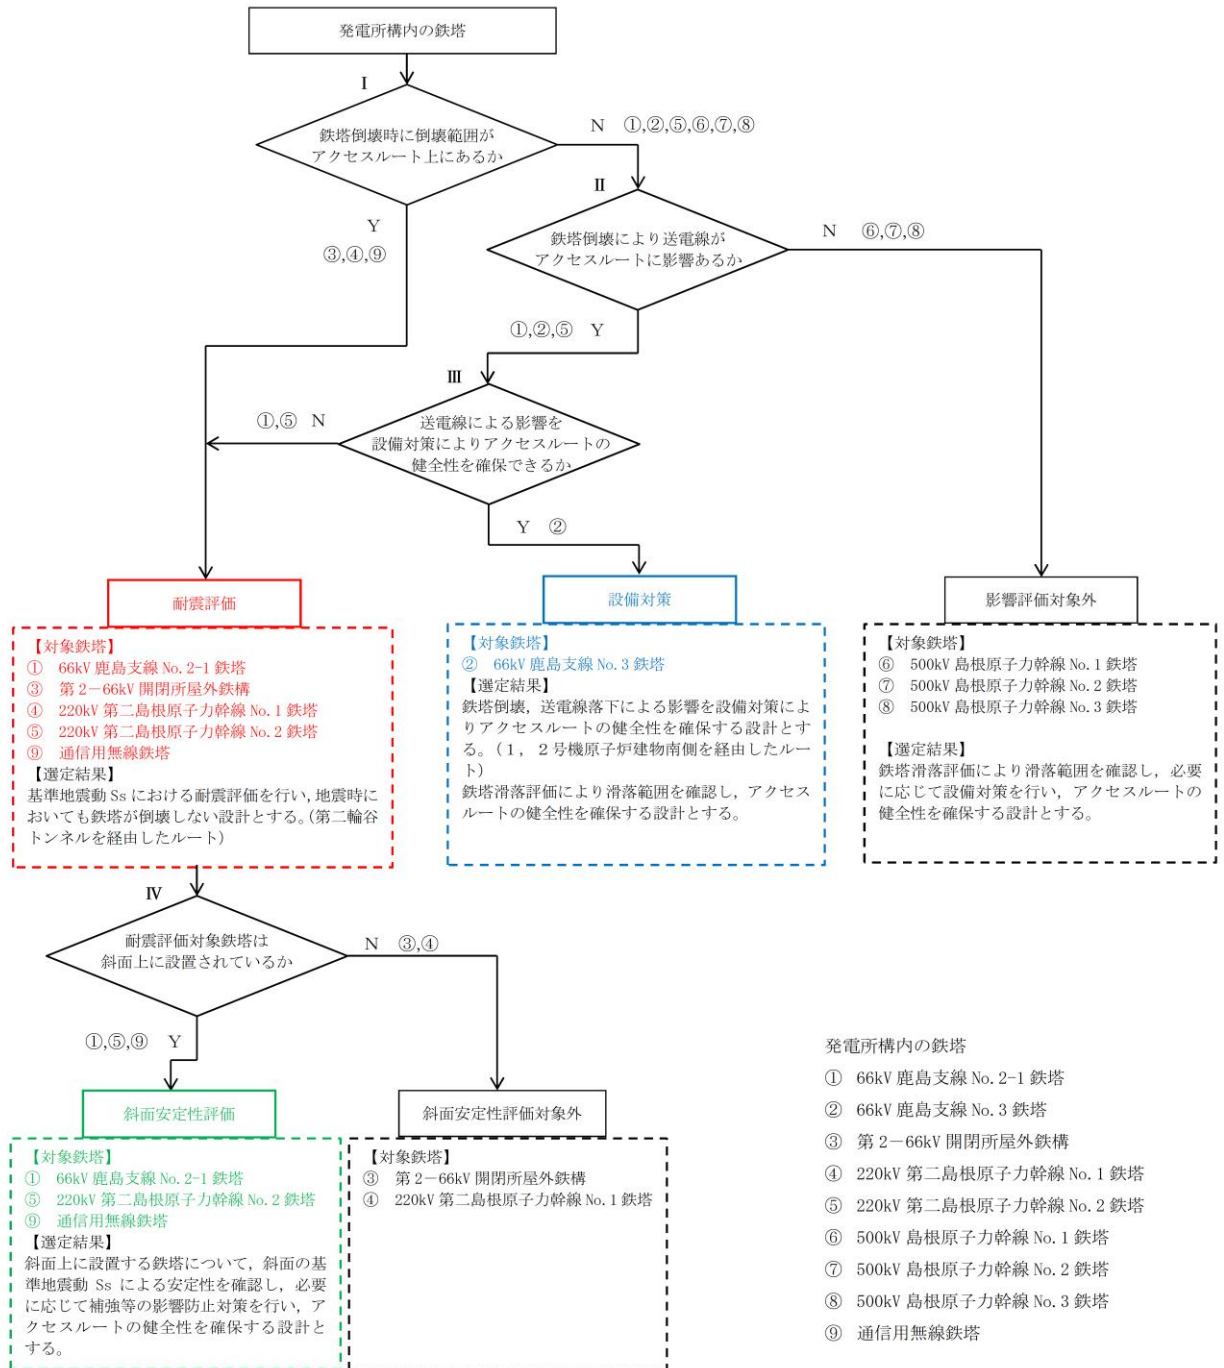 発電所構内の鉄塔
Ⅰ
鉄塔倒壊時に倒壊範囲が
アクセスルート上にあるか
N ①,②,⑤,⑥,⑦,⑧
Y
③,④,⑨
Ⅱ
鉄塔倒壊により送電線が
アクセスルートに影響あるか
N ⑥,⑦,⑧
①,②,⑤ Y
Ⅲ
送電線による影響を
設備対策によりアクセスルートの
健全性を確保できるか
①,⑤ N
Y ②
耐震評価
【対象鉄塔】
① 66kV 鹿島支線 No.2-1 鉄塔
③ 第2-66kV 開閉所屋外鉄構
④ 220kV 第二島根原子力幹線 No.1 鉄塔
⑤ 220kV 第二島根原子力幹線 No.2 鉄塔
⑨ 通信用無線鉄塔
【選定結果】
基準地震動 Ss における耐震評価を行い,地震時に
おいても鉄塔が倒壊しない設計とする。(第二輪谷
トンネルを経由したルート)
設備対策
【対象鉄塔】
② 66kV 鹿島支線 No.3 鉄塔
【選定結果】
鉄塔倒壊,送電線落下による影響を設備対策によ
りアクセスルートの健全性を確保する設計とす
る。(1,2号機原子炉建物南側を経由したルー
ト)
鉄塔滑落評価により滑落範囲を確認し,アクセス
ルートの健全性を確保する設計とする。
影響評価対象外
【対象鉄塔】
⑥ 500kV 島根原子力幹線 No.1 鉄塔
⑦ 500kV 島根原子力幹線 No.2 鉄塔
⑧ 500kV 島根原子力幹線 No.3 鉄塔
【選定結果】
鉄塔滑落評価により滑落範囲を確認し,必要
に応じて設備対策を行い,アクセスルートの
健全性を確保する設計とする。
Ⅳ
耐震評価対象鉄塔は
斜面上に設置されているか
N ③,④
①,⑤,⑨ Y
斜面安定性評価
【対象鉄塔】
① 66kV 鹿島支線 No.2-1 鉄塔
⑤ 220kV 第二島根原子力幹線 No.2 鉄塔
⑨ 通信用無線鉄塔
【選定結果】
斜面上に設置する鉄塔について,斜面の基
準地震動 Ss による安定性を確認し,必要
に応じて補強等の影響防止対策を行い,ア
クセスルートの健全性を確保する設計と
する。
斜面安定性評価対象外
【対象鉄塔】
③ 第2-66kV 開閉所屋外鉄構
④ 220kV 第二島根原子力幹線 No.1 鉄塔
発電所構内の鉄塔
① 66kV 鹿島支線 No.2-1 鉄塔
② 66kV 鹿島支線 No.3 鉄塔
③ 第2-66kV 開閉所屋外鉄構
④ 220kV 第二島根原子力幹線 No.1 鉄塔
⑤ 220kV 第二島根原子力幹線 No.2 鉄塔
⑥ 500kV 島根原子力幹線 No.1 鉄塔
⑦ 500kV 島根原子力幹線 No.2 鉄塔
⑧ 500kV 島根原子力幹線 No.3 鉄塔
⑨ 通信用無線鉄塔